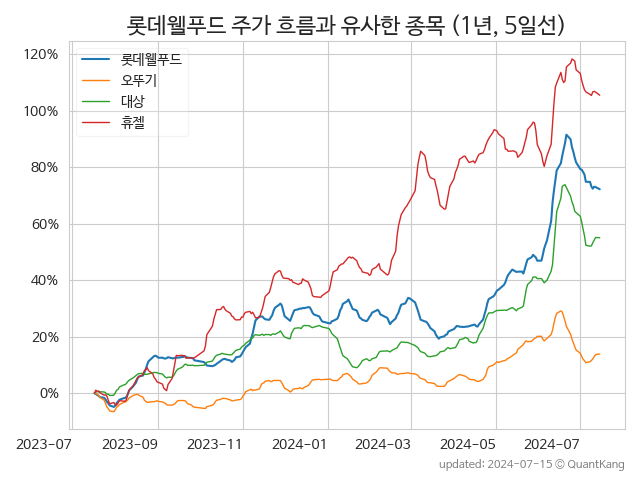 롯데웰푸드 주가 흐름과 유사한 종목 (1년, 5일선)
120%
100%
80%
60%
40%
20%
0%
롯데웰푸드
오뚜기
대상
휴젤
2023-07 2023-09 2023-11 2024-01 2024-03 2024-05 2024-07
updated: 2024-07-15 © QuantKang